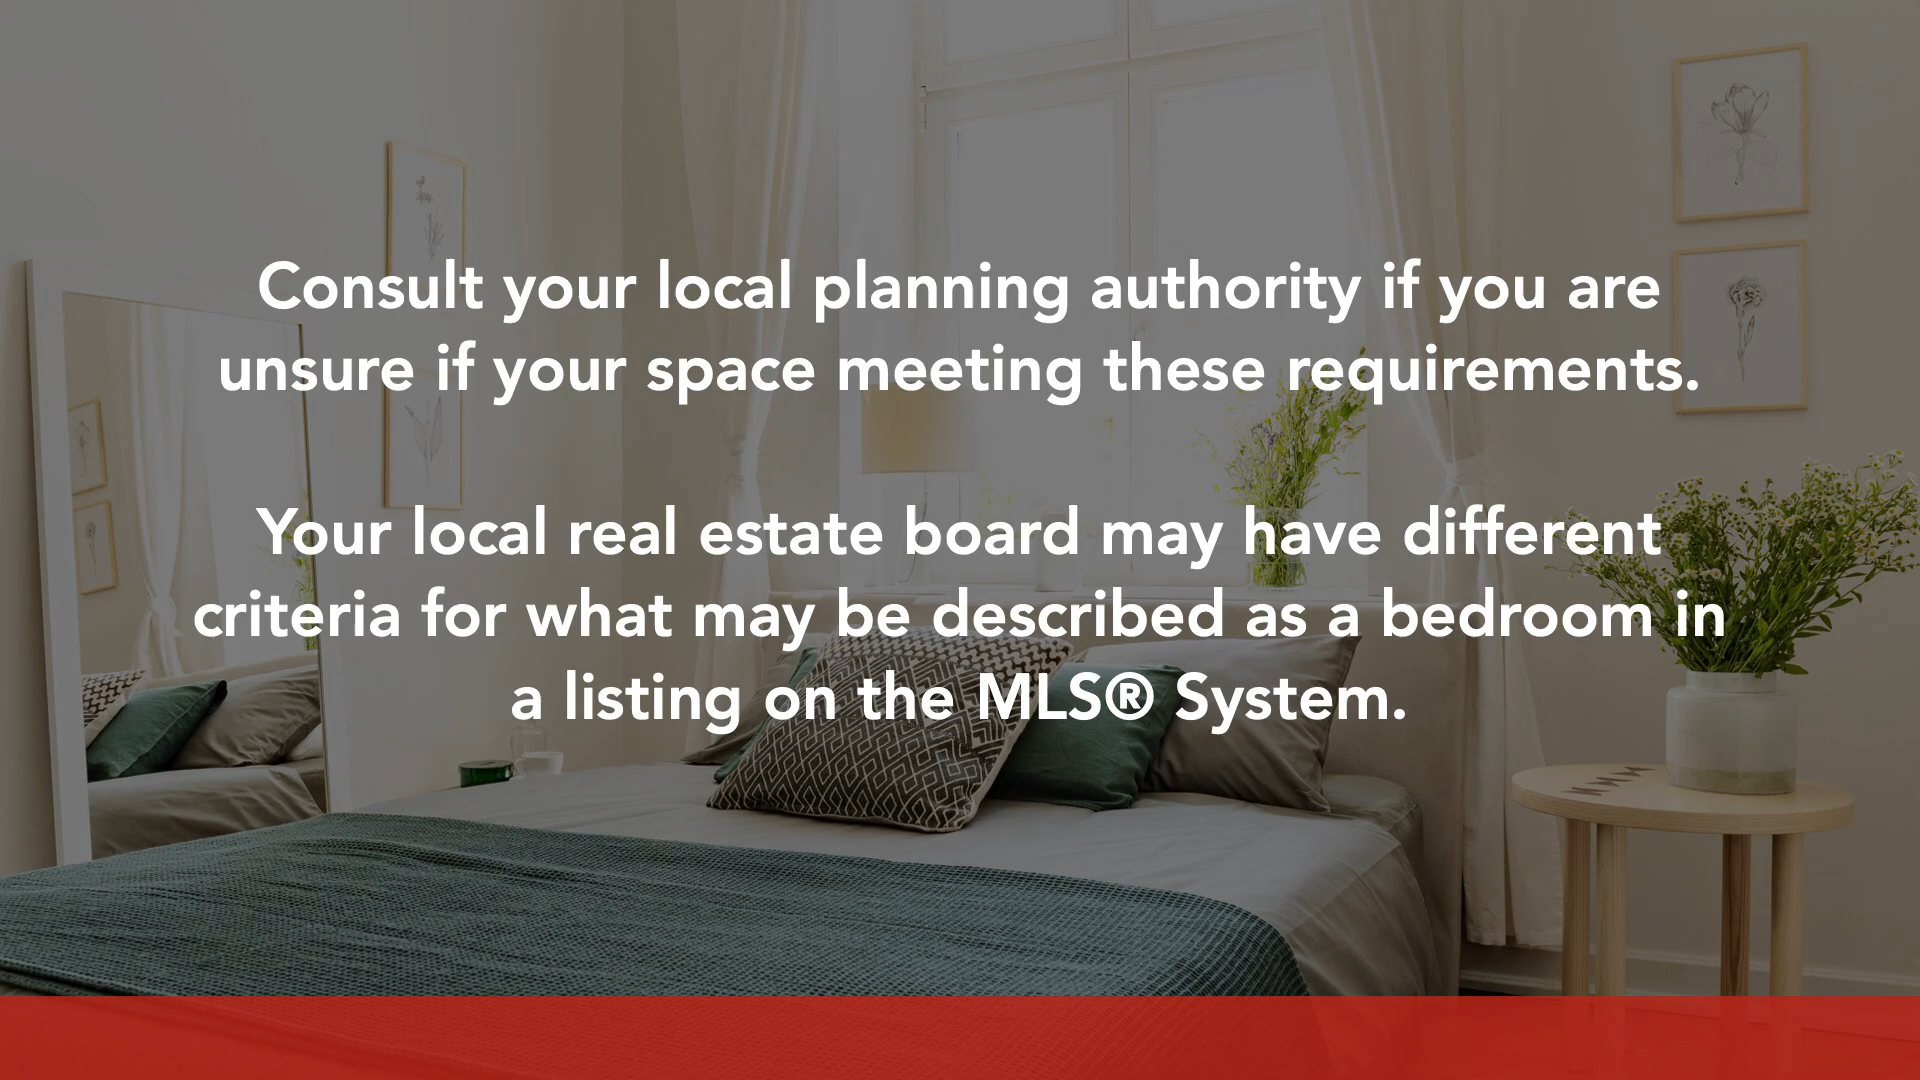 Consult your local planning authority if you are
unsure if your space meeting these requirements.
Your local real estate board may have different
criteria for what may be described as a bedroom in
a listing on the MLS® System.